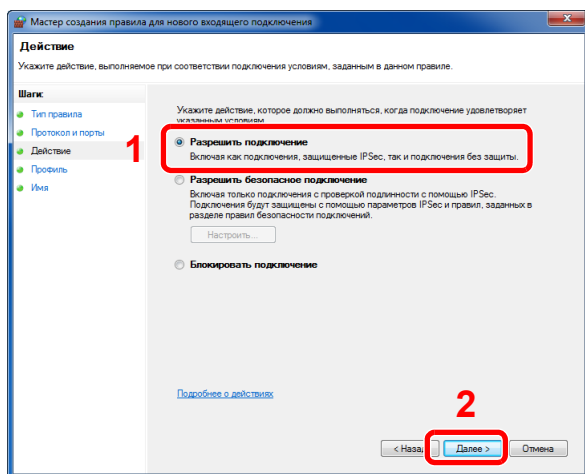 Мастер создания правила для нового входящего подключения
Действие
Укажите действие, выполняемое при соответствии подключения условиям, заданным в данном правиле.
Шаги:
Тип правила
Протокол и порты
Действие
Профиль
Имя
Укажите действие, которое должно выполняться, когда подключение удовлетворяет
указанным условиям.
1
Разрешить подключение
Включая как подключения, защищенные IPSec, так и подключения без защиты.
Разрешить безопасное подключение
Включая только подключения с проверкой подлинности с помощью IPSec.
Подключения будут защищены с помощью параметров IPSec и правил, заданных в
разделе правил безопасности подключений.
Настроить...
Блокировать подключение
Подробнее о действиях
2
< Наза
Далее >
Отмена